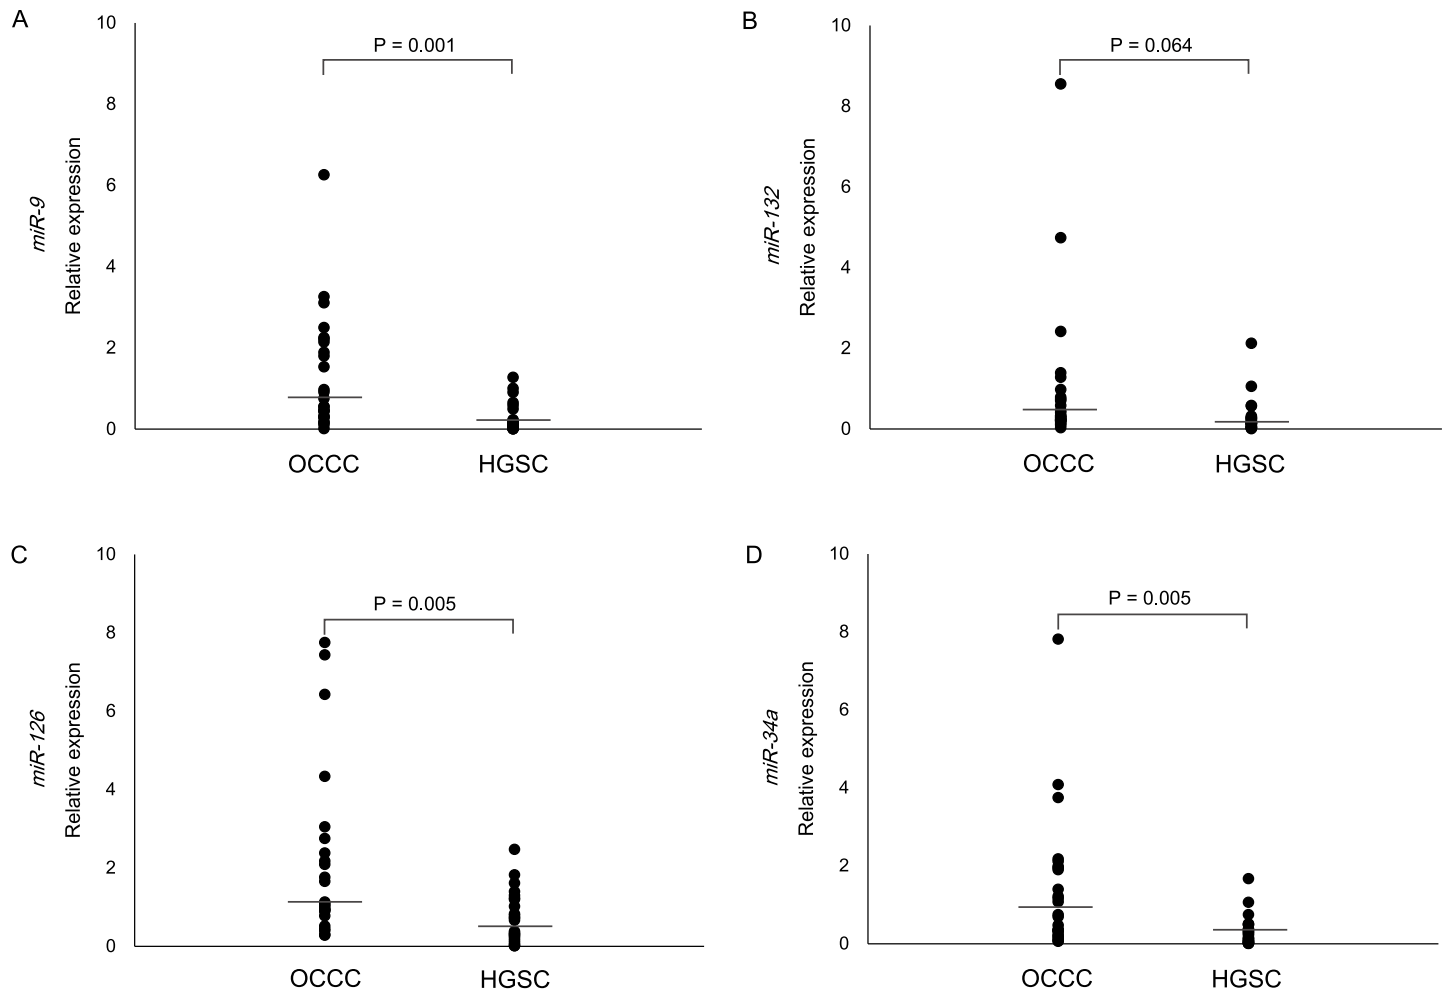 A
P = 0.001
miR-9
Relative expression
10
8
6
4
2
0
OCCC HGSC
B
P = 0.064
miR-132
Relative expression
10
8
6
4
2
0
OCCC HGSC
C
P = 0.005
miR-126
Relative expression
10
8
6
4
2
0
OCCC HGSC
D
P = 0.005
miR-34a
Relative expression
10
8
6
4
2
0
OCCC HGSC